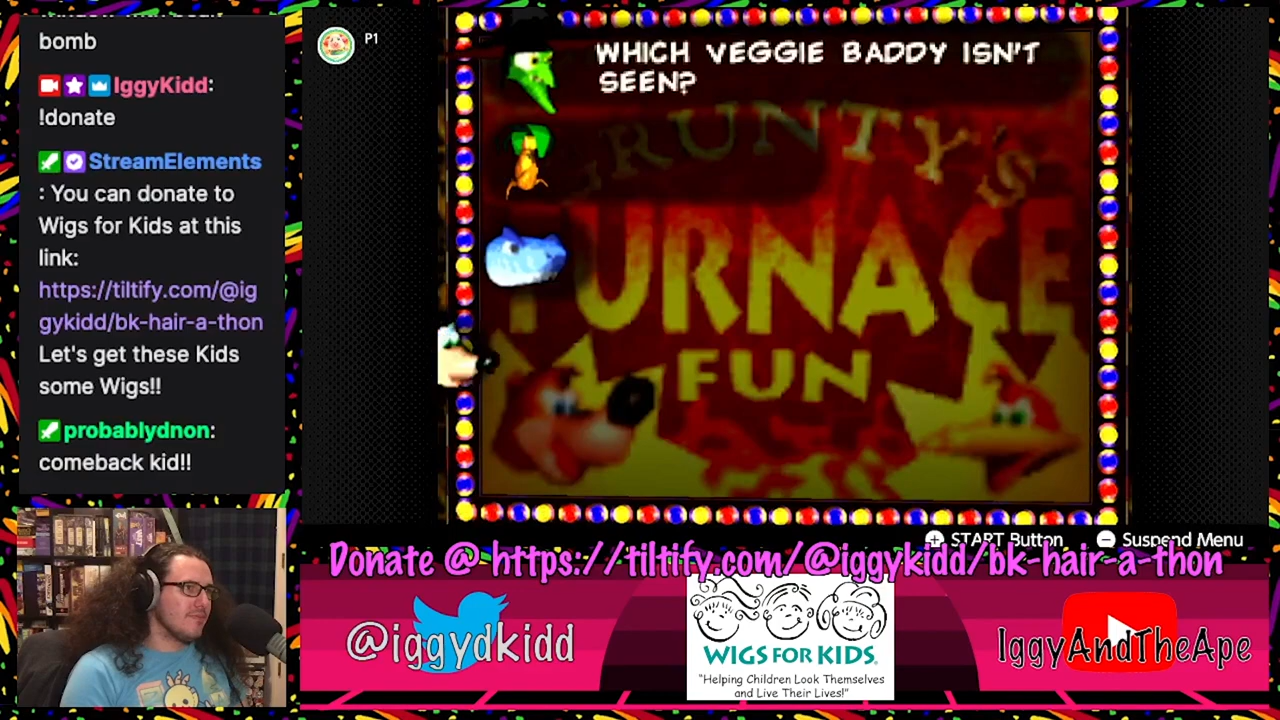 bomb
IggyKidd:
!donate
StreamElements
: You can donate to
Wigs for Kids at this
link:
https://tiltify.com/@ig
gykidd/bk-hair-a-thon
Let's get these Kids
some Wigs!!
probablydnon:
comeback kid!!
P1
WHICH VEGGIE BADDY ISN'T
SEEN?
GRUNTY'S
FURNACE
FUN
START Button
Suspend Menu
Donate @ https://tiltify.com/@iggykidd/bk-hair-a-thon
@iggydkidd
WIGS FOR KIDS®
"Helping Children Look Themselves
and Live Their Lives!"
IggyAndTheApe